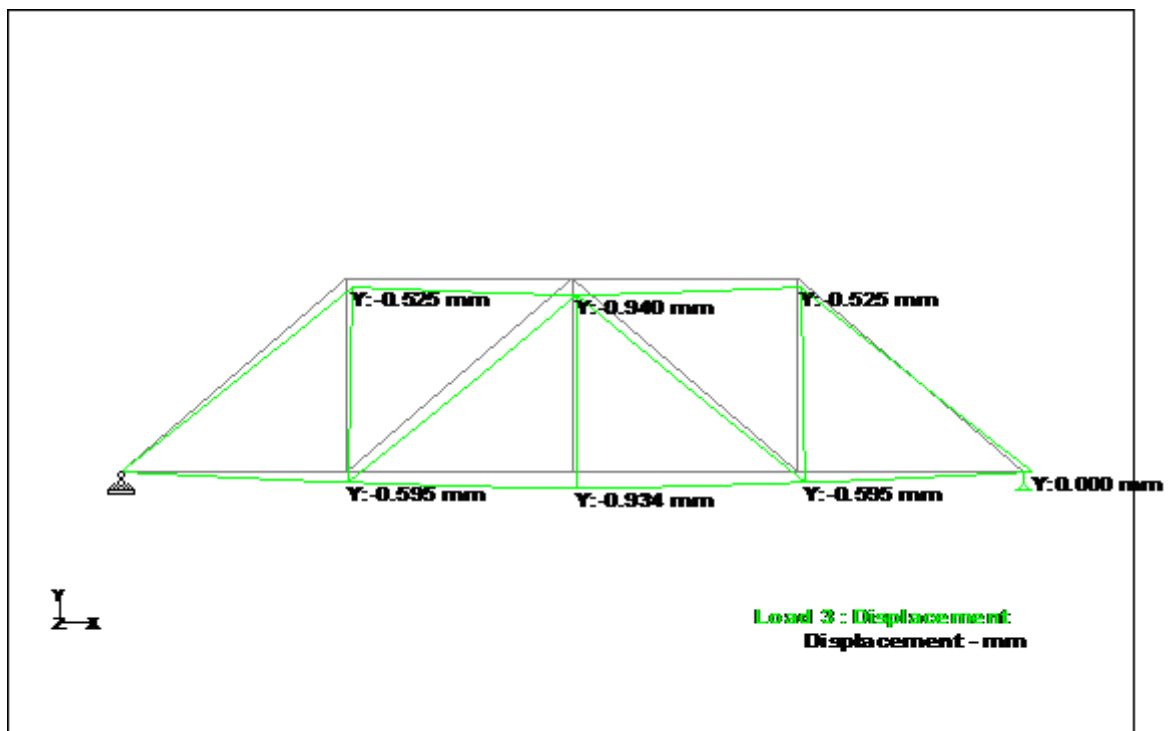 Y:-0.525 mm
Y:-0.940 mm
Y:-0.525 mm
Y:-0.595 mm
Y:-0.934 mm
Y:-0.595 mm
Y:0.000 mm
Y
Z X
Load 3 : Displacement
Displacement - mm